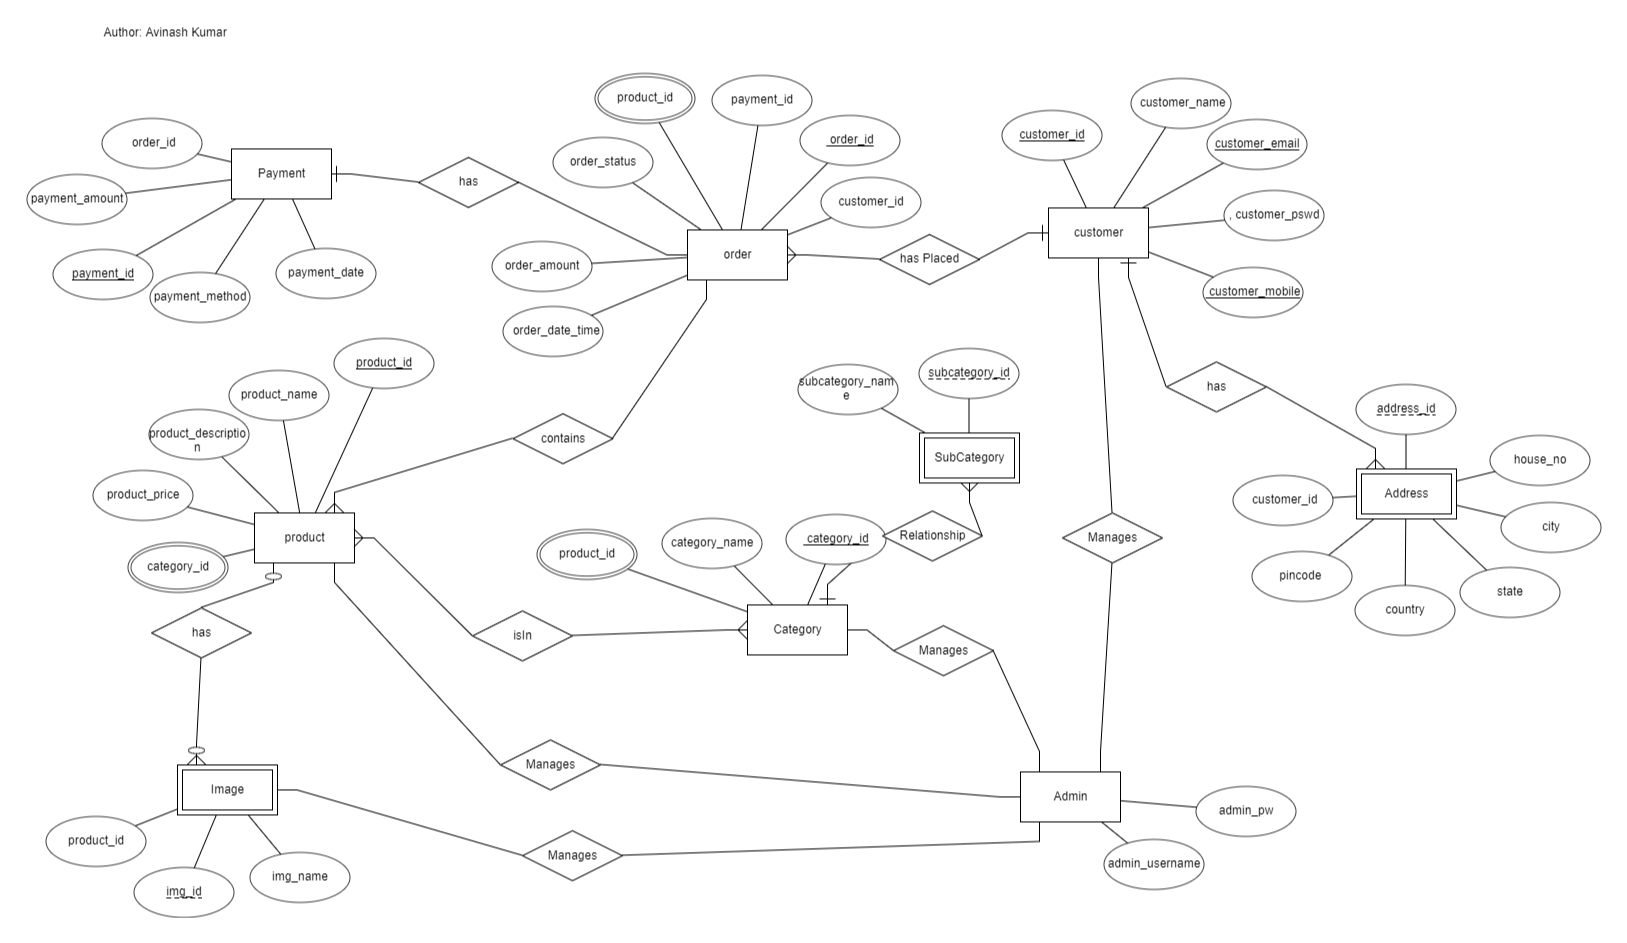 Author: Avinash Kumar
product_id
payment_id
customer_name
order_id
order_id
customer_id
customer_email
order_status
Payment
has
payment_amount
customer_id
, customer_pswd
customer
order
has Placed
order_amount
payment_id
payment_date
payment_method
customer_mobile
order_date_time
product_id
subcategory_id
subcategory_nam
e
has
product_name
address_id
product_descriptio
n
contains
SubCategory
house_no
product_price
Address
customer_id
city
product
Relationship
Manages
category_id
category_name
product_id
category_id
pincode
state
country
has
isIn
Category
Manages
Manages
Image
Admin
admin_pw
product_id
Manages
admin_username
img_name
img_id